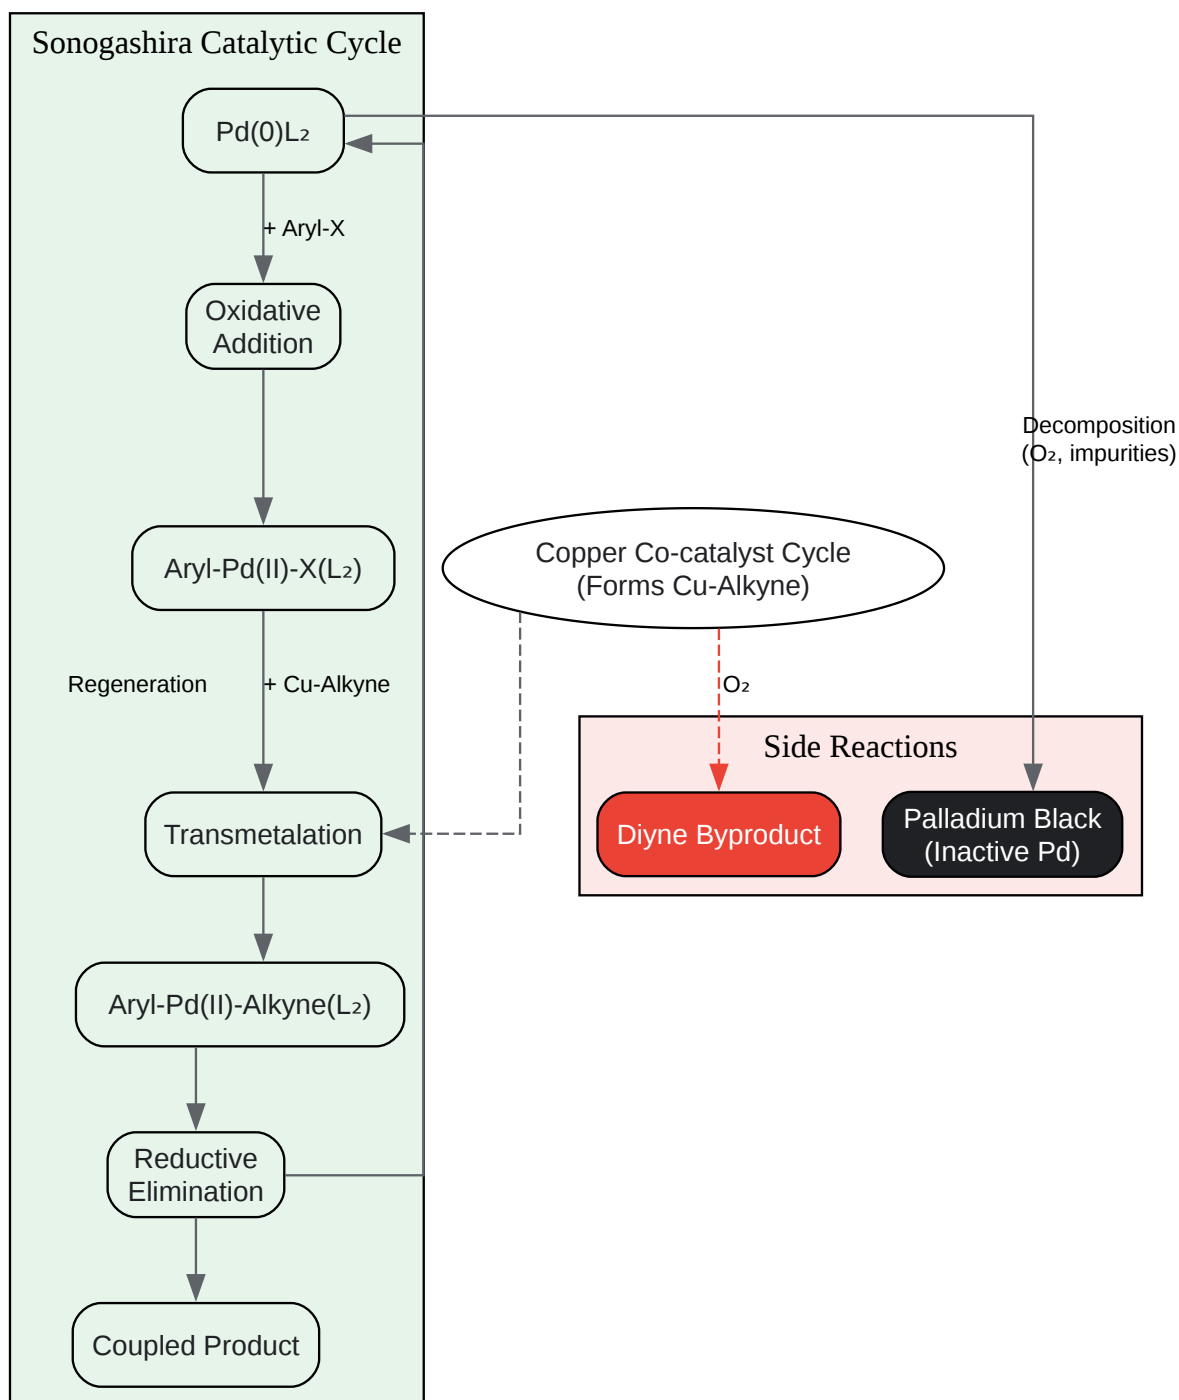 Sonogashira Catalytic Cycle
Pd(0)L₂
+ Aryl-X
Oxidative
Addition
Decomposition
(O₂, impurities)
Aryl-Pd(II)-X(L₂)
Copper Co-catalyst Cycle
(Forms Cu-Alkyne)
Regeneration
+ Cu-Alkyne
O₂
Side Reactions
Transmetalation
Diyne Byproduct
Palladium Black
(Inactive Pd)
Aryl-Pd(II)-Alkyne(L₂)
Reductive
Elimination
Coupled Product